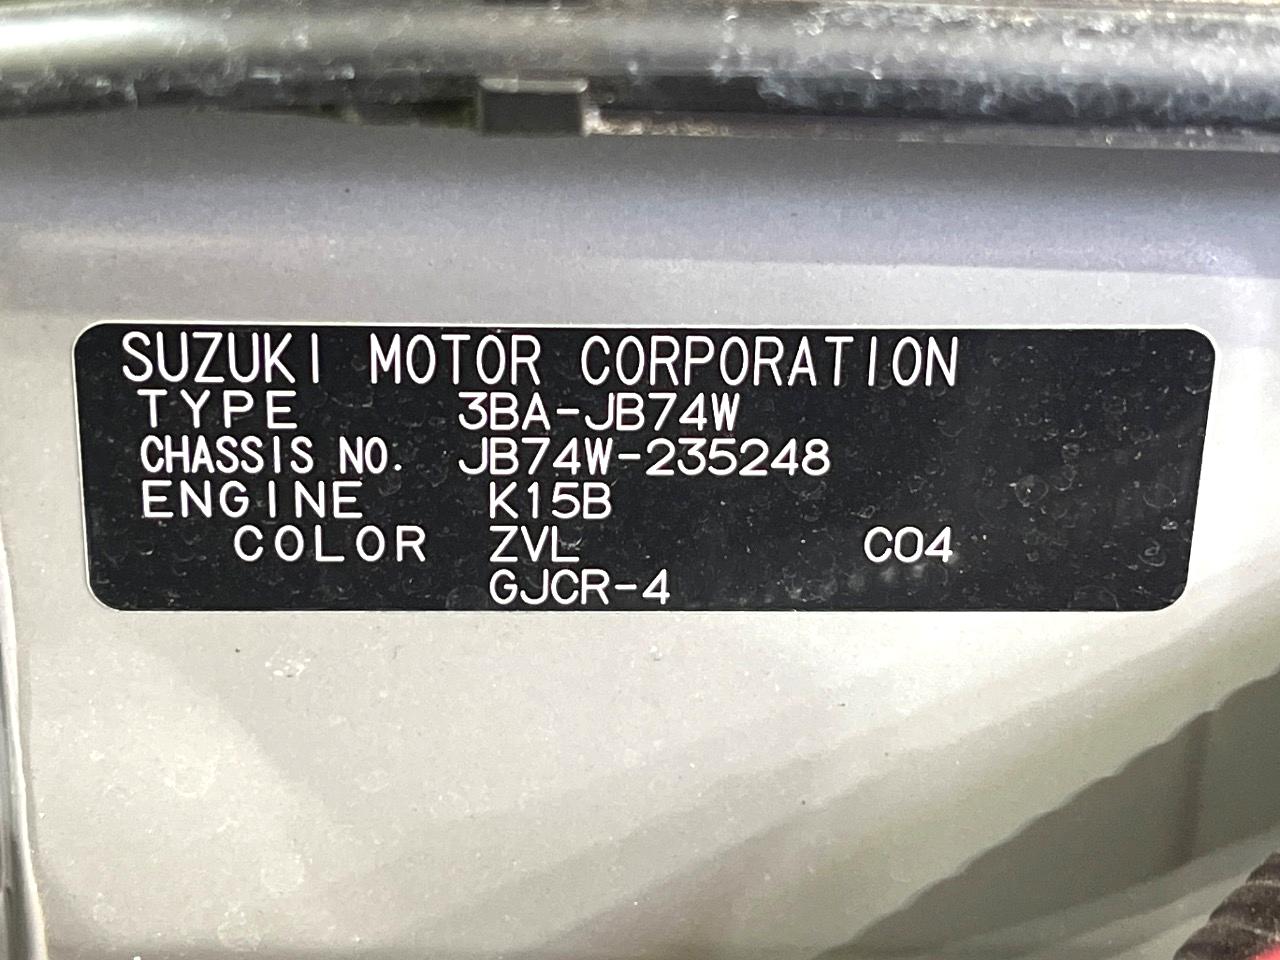 SUZUKI MOTOR CORPORATION
TYPE 3BA-JB74W
CHASSIS NO. JB74W-235248
ENGINE K15B
COLOR ZVL C04
GJCR-4